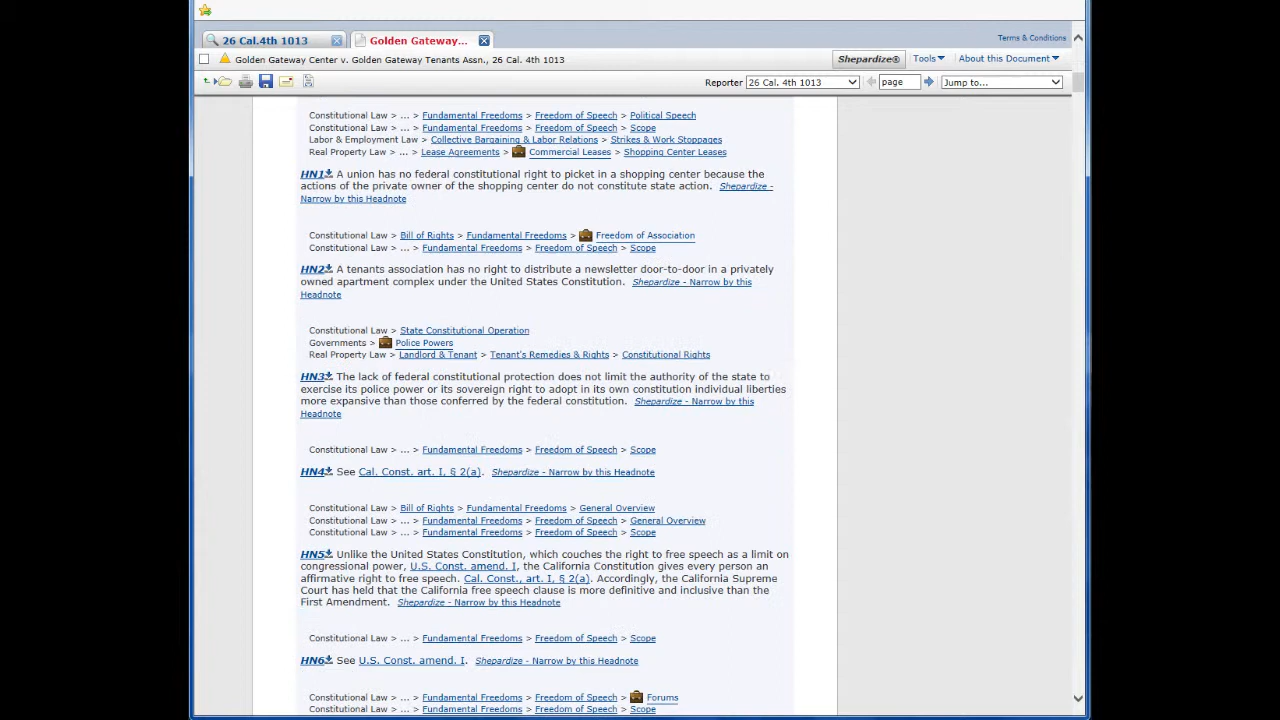 26 Cal.4th 1013
Golden Gateway...
Terms & Conditions
Golden Gateway Center v. Golden Gateway Tenants Assn., 26 Cal. 4th 1013
Shepardize®
Tools
About this Document
Reporter 26 Cal. 4th 1013
page
Jump to...
Constitutional Law > ... > Fundamental Freedoms > Freedom of Speech > Political Speech
Constitutional Law > ... > Fundamental Freedoms > Freedom of Speech > Scope
Labor & Employment Law > Collective Bargaining & Labor Relations > Strikes & Work Stoppages
Real Property Law > ... > Lease Agreements > Commercial Leases > Shopping Center Leases
HN1 A union has no federal constitutional right to picket in a shopping center because the
actions of the private owner of the shopping center do not constitute state action. Shepardize -
Narrow by this Headnote
Constitutional Law > Bill of Rights > Fundamental Freedoms > Freedom of Association
Constitutional Law > ... > Fundamental Freedoms > Freedom of Speech > Scope
HN2 A tenants association has no right to distribute a newsletter door-to-door in a privately
owned apartment complex under the United States Constitution. Shepardize - Narrow by this
Headnote
Constitutional Law > State Constitutional Operation
Governments > Police Powers
Real Property Law > Landlord & Tenant > Tenant's Remedies & Rights > Constitutional Rights
HN3 The lack of federal constitutional protection does not limit the authority of the state to
exercise its police power or its sovereign right to adopt in its own constitution individual liberties
more expansive than those conferred by the federal constitution. Shepardize - Narrow by this
Headnote
Constitutional Law > ... > Fundamental Freedoms > Freedom of Speech > Scope
HN4 See Cal. Const. art. I, § 2(a). Shepardize - Narrow by this Headnote
Constitutional Law > Bill of Rights > Fundamental Freedoms > General Overview
Constitutional Law > ... > Fundamental Freedoms > Freedom of Speech > General Overview
Constitutional Law > ... > Fundamental Freedoms > Freedom of Speech > Scope
HN5 Unlike the United States Constitution, which couches the right to free speech as a limit on
congressional power, U.S. Const. amend. I, the California Constitution gives every person an
affirmative right to free speech. Cal. Const., art. I, § 2(a). Accordingly, the California Supreme
Court has held that the California free speech clause is more definitive and inclusive than the
First Amendment. Shepardize - Narrow by this Headnote
Constitutional Law > ... > Fundamental Freedoms > Freedom of Speech > Scope
HN6 See U.S. Const. amend. I. Shepardize - Narrow by this Headnote
Constitutional Law > ... > Fundamental Freedoms > Freedom of Speech > Forums
Constitutional Law > ... > Fundamental Freedoms > Freedom of Speech > Scope